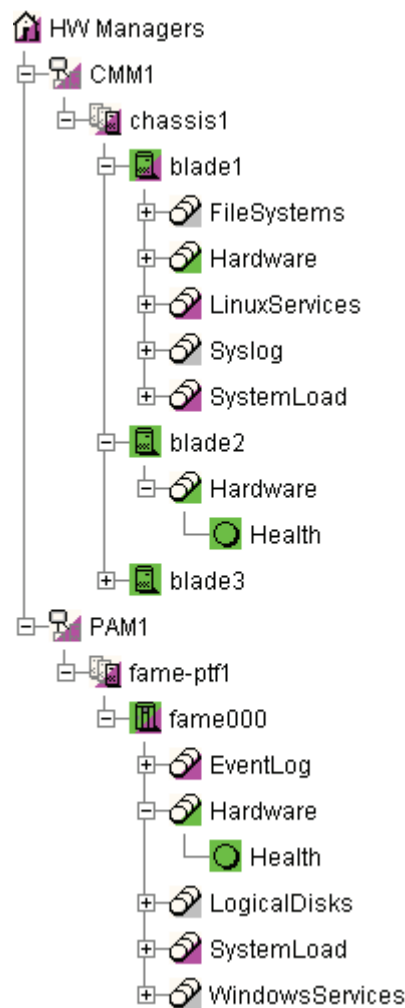 HW Managers
CMM1
chassis1
blade1
FileSystems
Hardware
LinuxServices
Syslog
SystemLoad
blade2
Hardware
Health
blade3
PAM1
fame-ptf1
fame000
EventLog
Hardware
Health
LogicalDisks
SystemLoad
WindowsServices